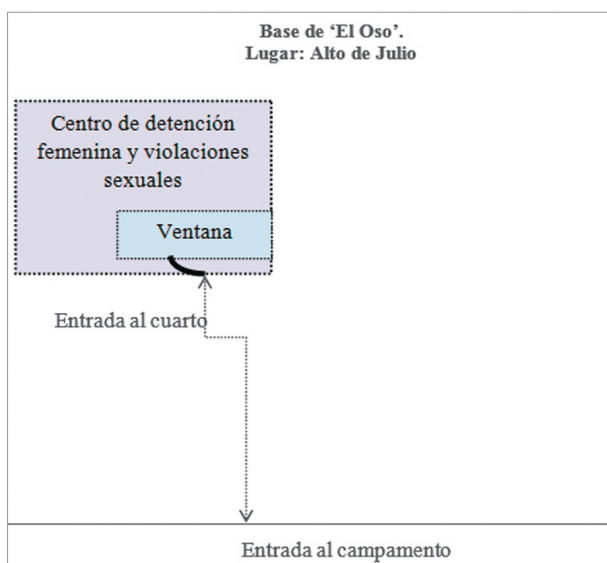 Base de ‘El Oso’.
Lugar: Alto de Julio
Centro de detención
femenina y violaciones
sexuales
Ventana
Entrada al cuarto
Entrada al campamento